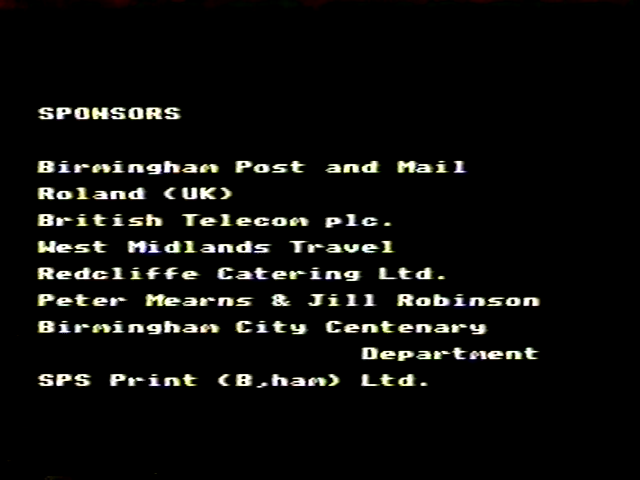 SPONSORS
Birmingham Post and Mail
Roland (UK)
British Telecom plc.
West Midlands Travel
Redcliffe Catering Ltd.
Peter Mearns & Jill Robinson
Birmingham City Centenary
Department
SPS Print (B,ham) Ltd.